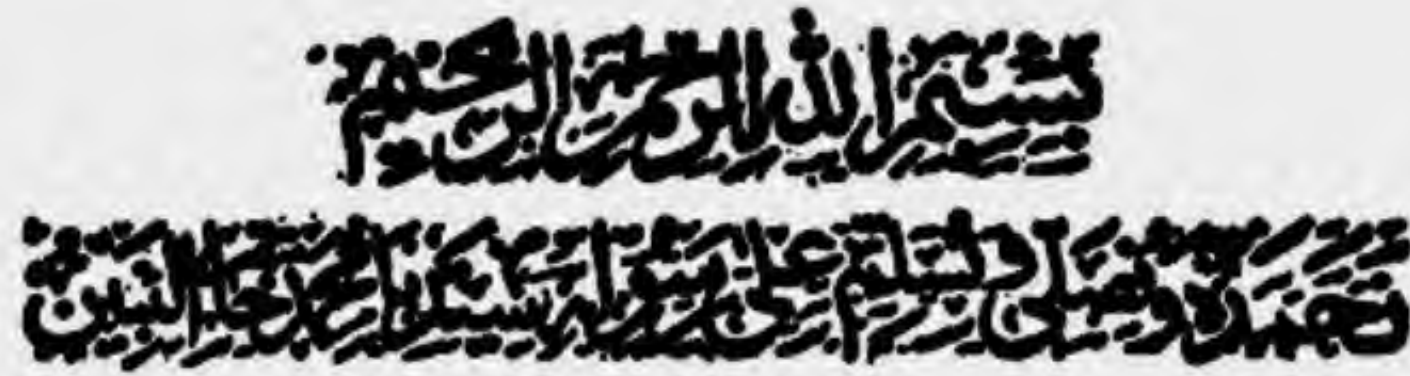 بسم الله الرحمن الرحيم
نحمده ونصلي ونسلم على رسوله سيدنا محمد خاتم النبيين